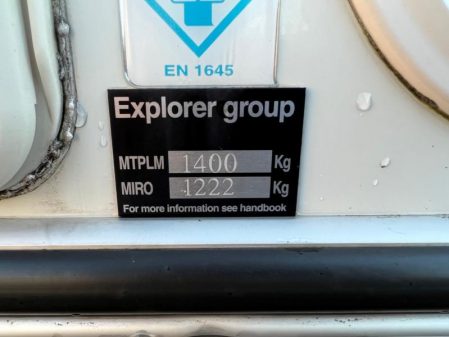 EN 1645
Explorer group
MTPLM 1400 Kg
MIRO 1222 Kg
For more information see handbook